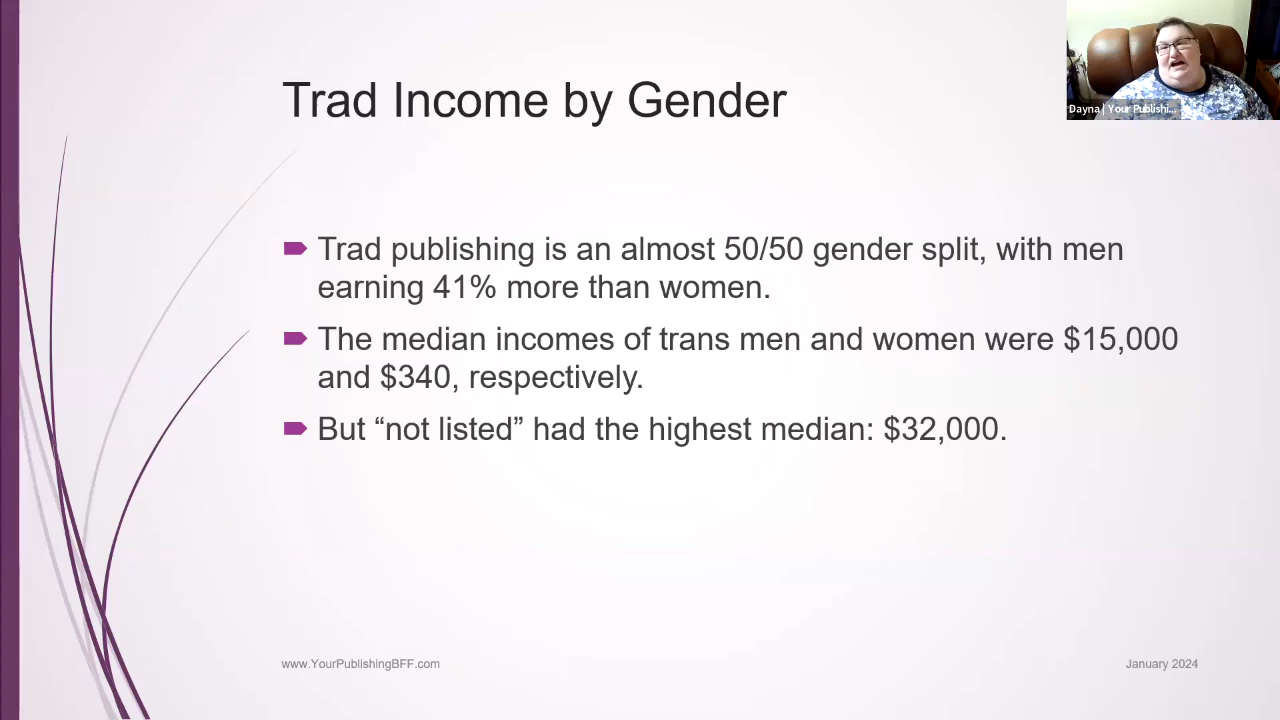 Trad Income by Gender
Dayna | Your Publishi...
Trad publishing is an almost 50/50 gender split, with men
earning 41% more than women.
The median incomes of trans men and women were $15,000
and $340, respectively.
But “not listed” had the highest median: $32,000.
www.YourPublishingBFF.com
January 2024